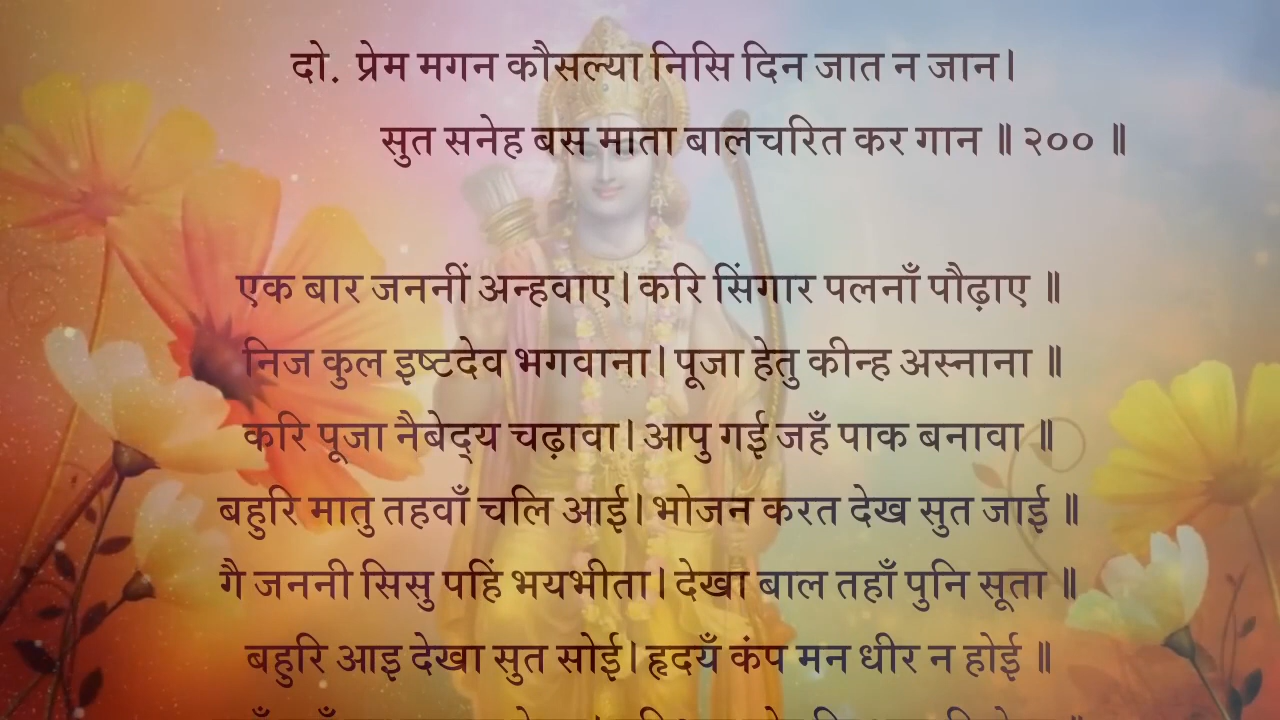 दो. प्रेम मगन कौसल्या निसि दिन जात न जान।
सुत सनेह बस माता बालचरित कर गान ॥ २०० ॥
एक बार जननीं अन्हवाए। करि सिंगार पलनाँ पौढ़ाए ॥
निज कुल इष्टदेव भगवाना। पूजा हेतु कीन्ह अस्नाना ॥
करि पूजा नैबेद्य चढ़ावा। आपु गई जहँ पाक बनावा ॥
बहुरि मातु तहवाँ चलि आई। भोजन करत देख सुत जाई ॥
गै जननी सिसु पहिं भयभीता। देखा बाल तहाँ पुनि सूता ॥
बहुरि आइ देखा सुत सोई। हृदयँ कंप मन धीर न होई ॥